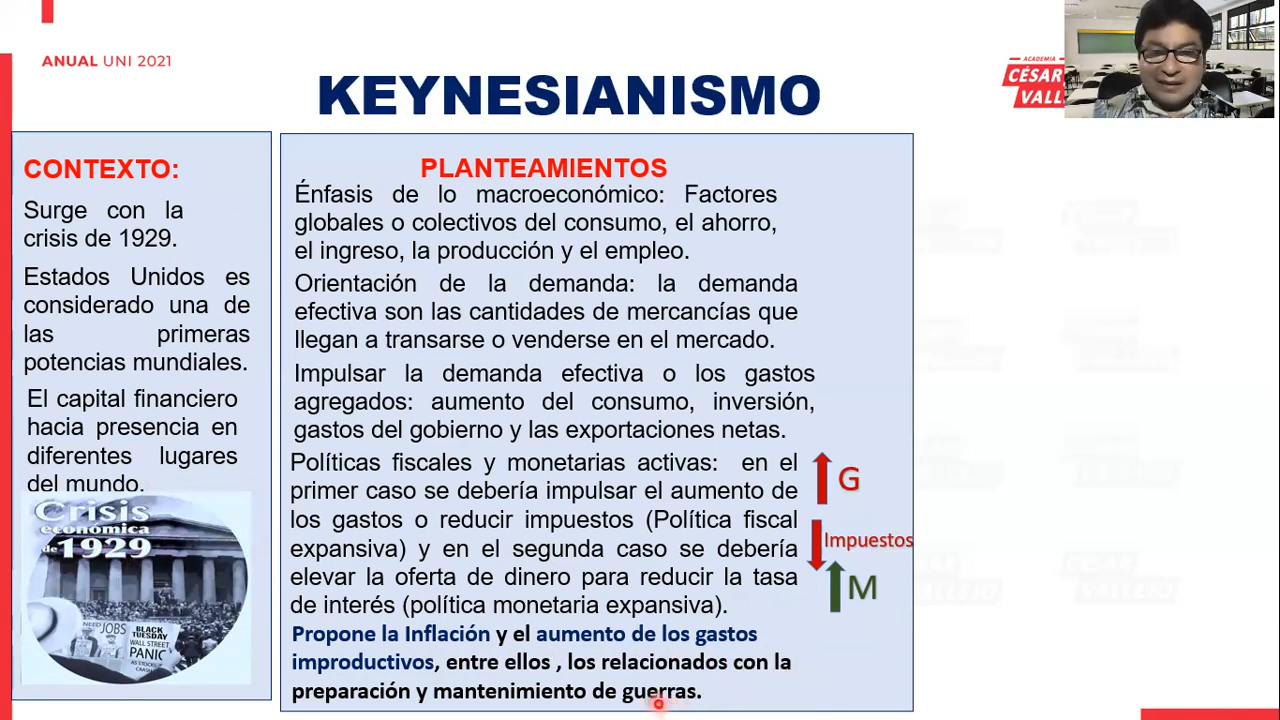 ANUAL UNI 2021
KEYNESIANISMO
ACADEMIA
CÉSAR
CONTEXTO:
Surge con la
crisis de 1929.
Estados Unidos es
considerado una de
las primeras
potencias mundiales.
El capital financiero
hacia presencia en
diferentes lugares
del mundo.
Crisis
económica
de 1929
NEED JOBS
BLACK
TUESDAY
WALL STREET
PANIC
PLANTEAMIENTOS
Énfasis de lo macroeconómico: Factores
globales o colectivos del consumo, el ahorro,
el ingreso, la producción y el empleo.
Orientación de la demanda: la demanda
efectiva son las cantidades de mercancías que
llegan a transarse o venderse en el mercado.
Impulsar la demanda efectiva o los gastos
agregados: aumento del consumo, inversión,
gastos del gobierno y las exportaciones netas.
Políticas fiscales y monetarias activas: en el
primer caso se debería impulsar el aumento de
los gastos o reducir impuestos (Política fiscal
expansiva) y en el segundo caso se debería
elevar la oferta de dinero para reducir la tasa
de interés (política monetaria expansiva).
G
Impuestos
M
Propone la Inflación y el aumento de los gastos
improductivos, entre ellos , los relacionados con la
preparación y mantenimiento de guerras.